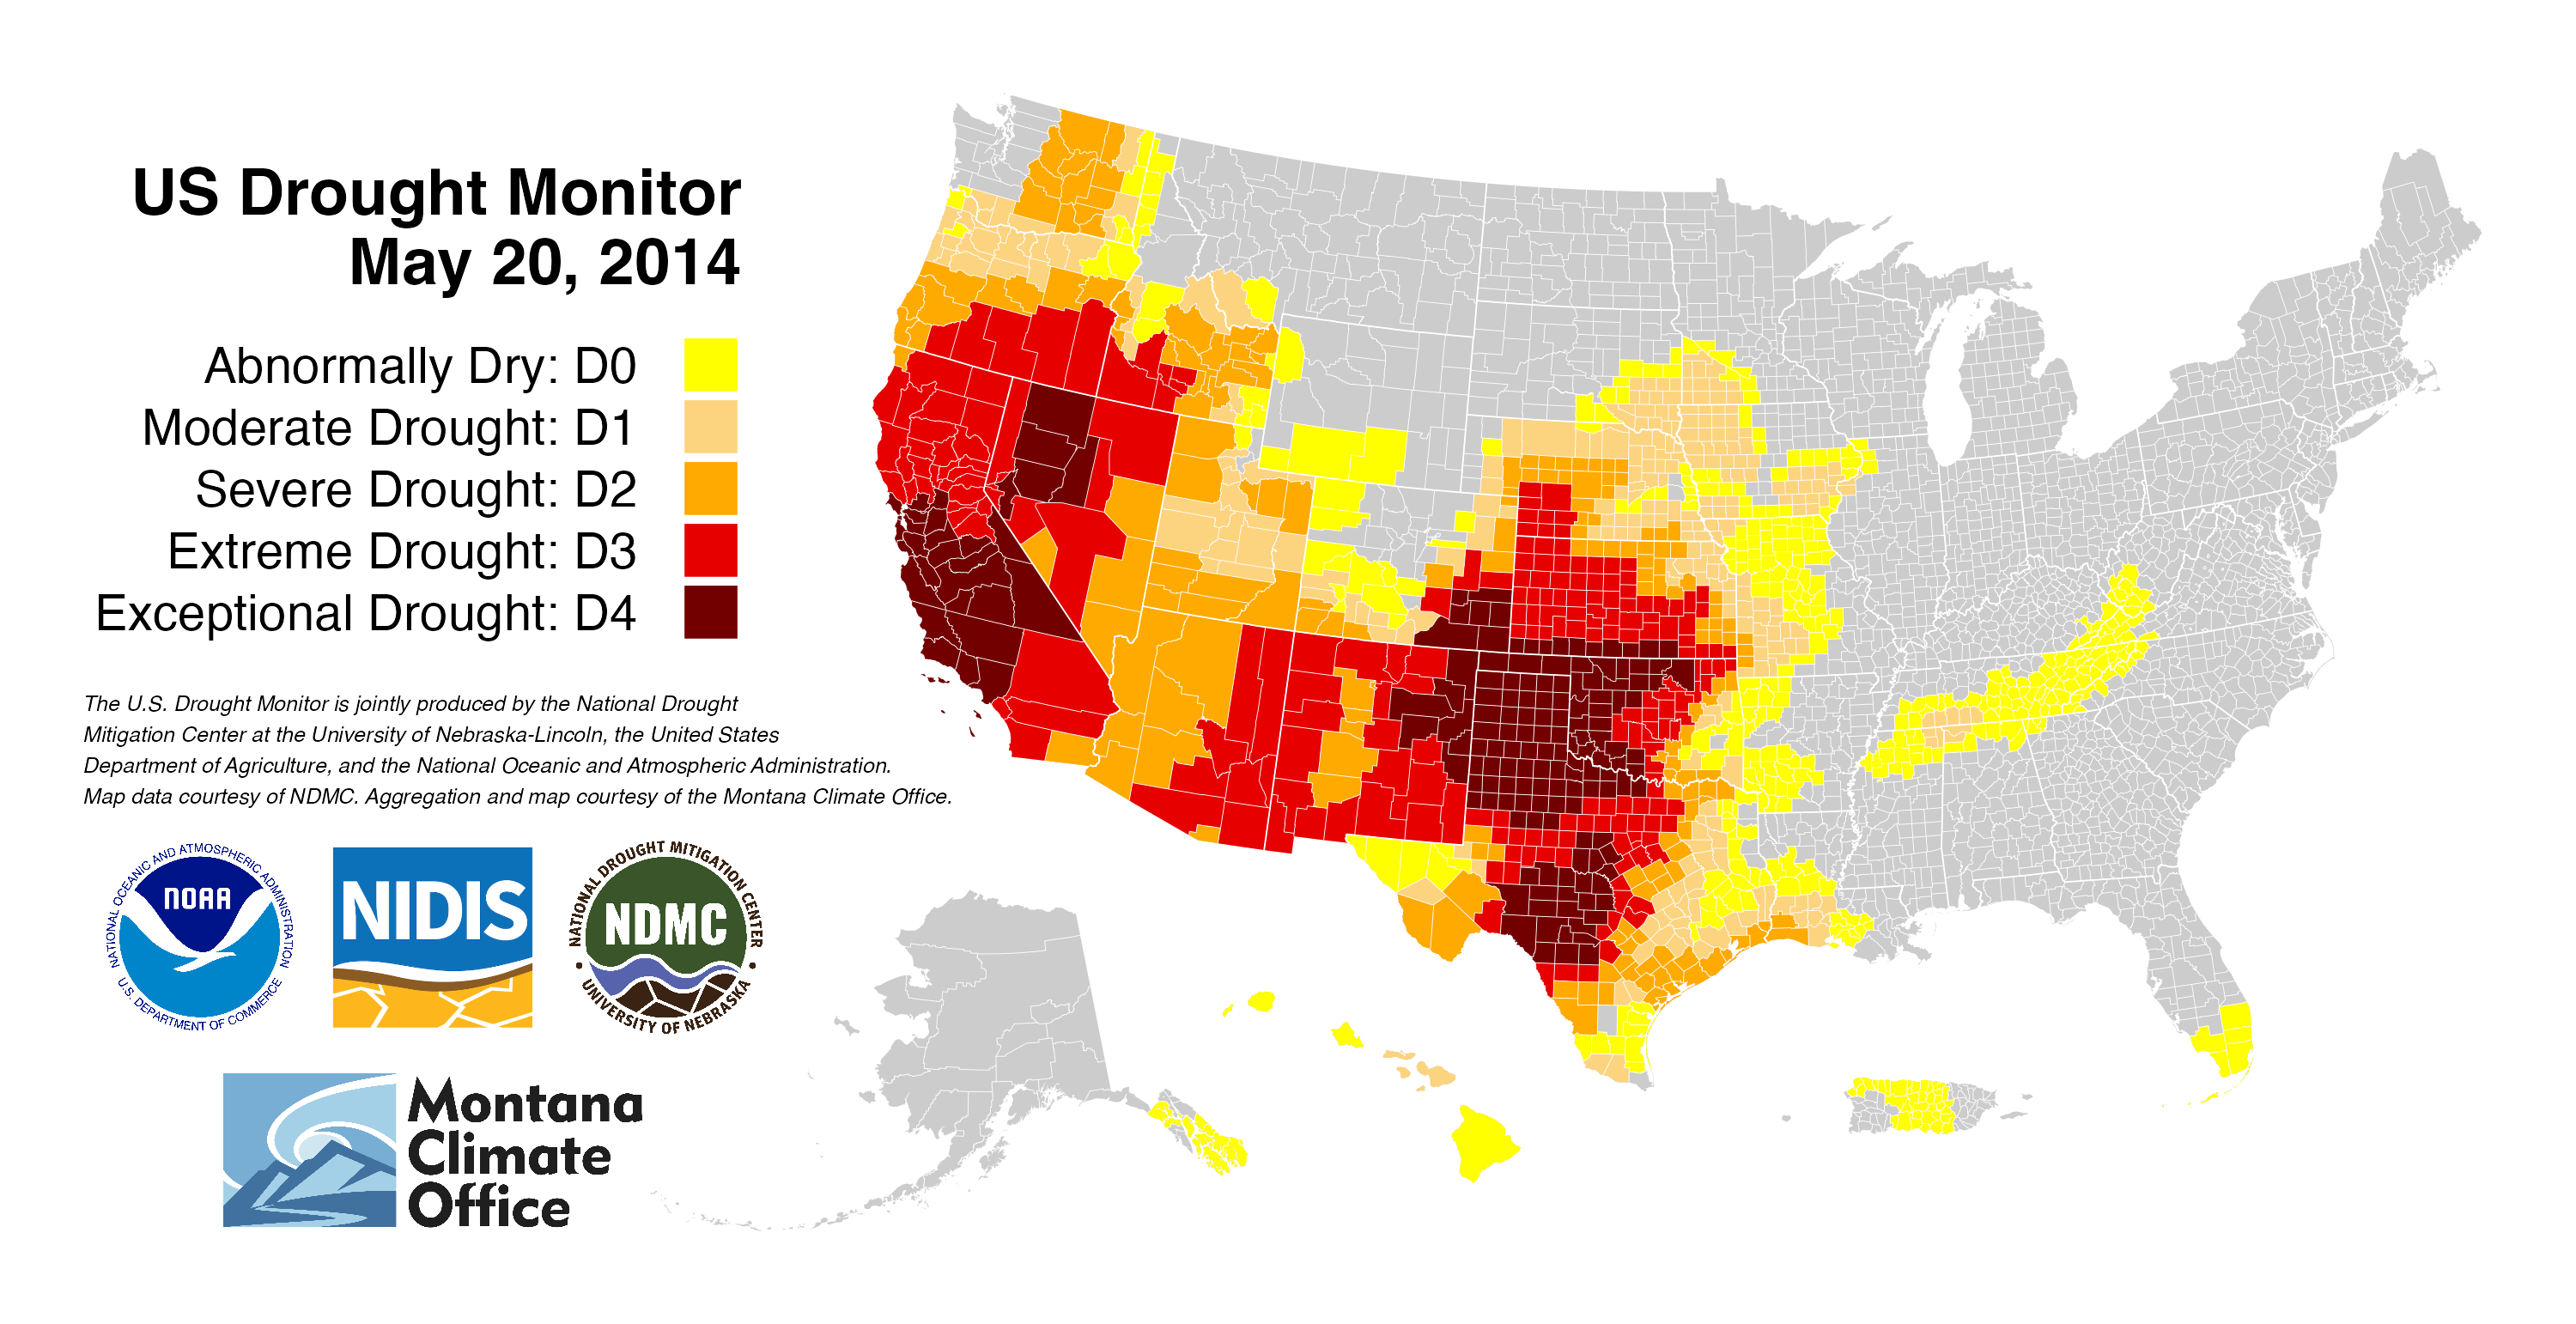 US Drought Monitor
May 20, 2014
Abnormally Dry: D0
Moderate Drought: D1
Severe Drought: D2
Extreme Drought: D3
Exceptional Drought: D4
The U.S. Drought Monitor is jointly produced by the National Drought
Mitigation Center at the University of Nebraska-Lincoln, the United States
Department of Agriculture, and the National Oceanic and Atmospheric Administration.
Map data courtesy of NDMC. Aggregation and map courtesy of the Montana Climate Office.
NATIONAL OCEANIC AND ATMOSPHERIC ADMINISTRATION
NOAA
U.S. DEPARTMENT OF COMMERCE
NIDIS
NATIONAL DROUGHT MITIGATION CENTER
NDMC
UNIVERSITY OF NEBRASKA
Montana
Climate
Office